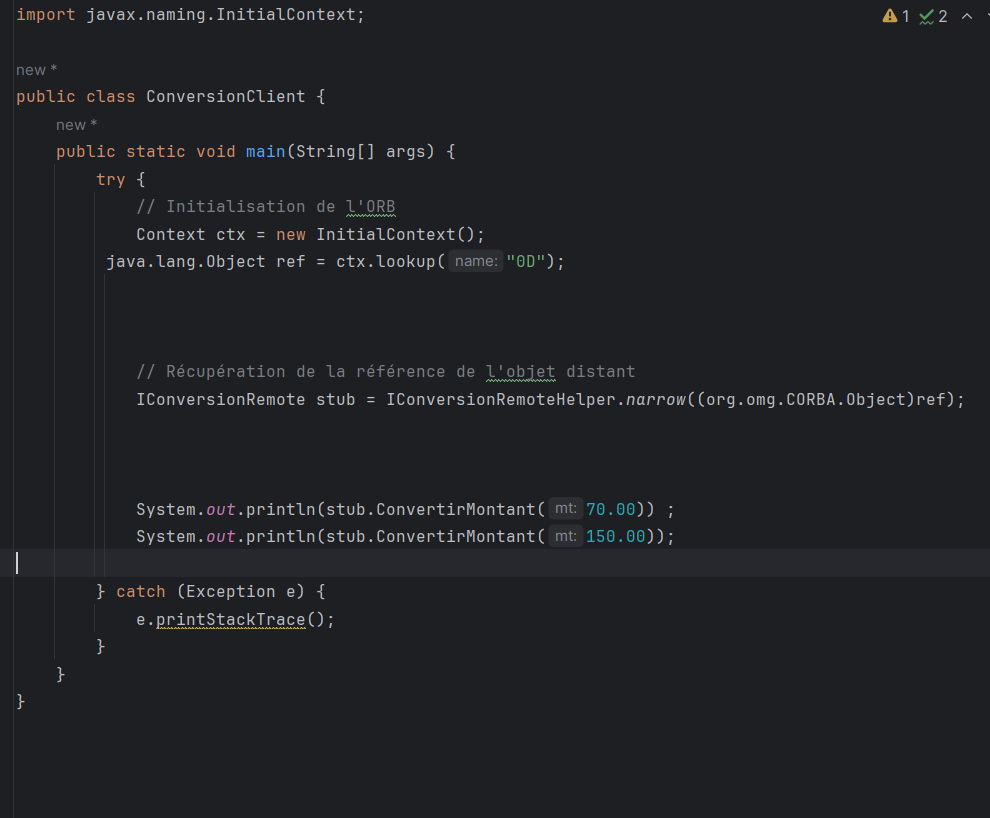 import javax.naming.InitialContext;
1 2
new *
public class ConversionClient {
new *
public static void main(String[] args) {
try {
// Initialisation de l'ORB
Context ctx = new InitialContext();
java.lang.Object ref = ctx.lookup( name: "0D");
// Récupération de la référence de l'objet distant
IConversionRemote stub = IConversionRemoteHelper.narrow((org.omg.CORBA.Object)ref);
System.out.println(stub.ConvertirMontant( mt: 70.00)) ;
System.out.println(stub.ConvertirMontant( mt: 150.00));
} catch (Exception e) {
e.printStackTrace();
}
}
}